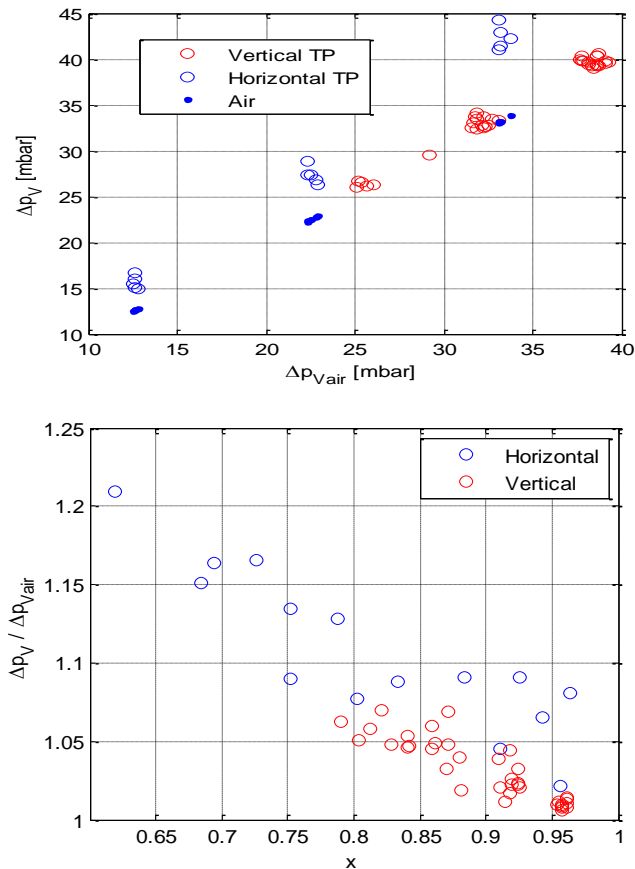 45
40
35
30
25
20
15
10
Δp_V [mbar]
Vertical TP
Horizontal TP
Air
10 15 20 25 30 35 40
Δp_Vair [mbar]
1.25
1.2
1.15
1.1
1.05
1
Δp_V / Δp_Vair
Horizontal
Vertical
0.65 0.7 0.75 0.8 0.85 0.9 0.95 1
x